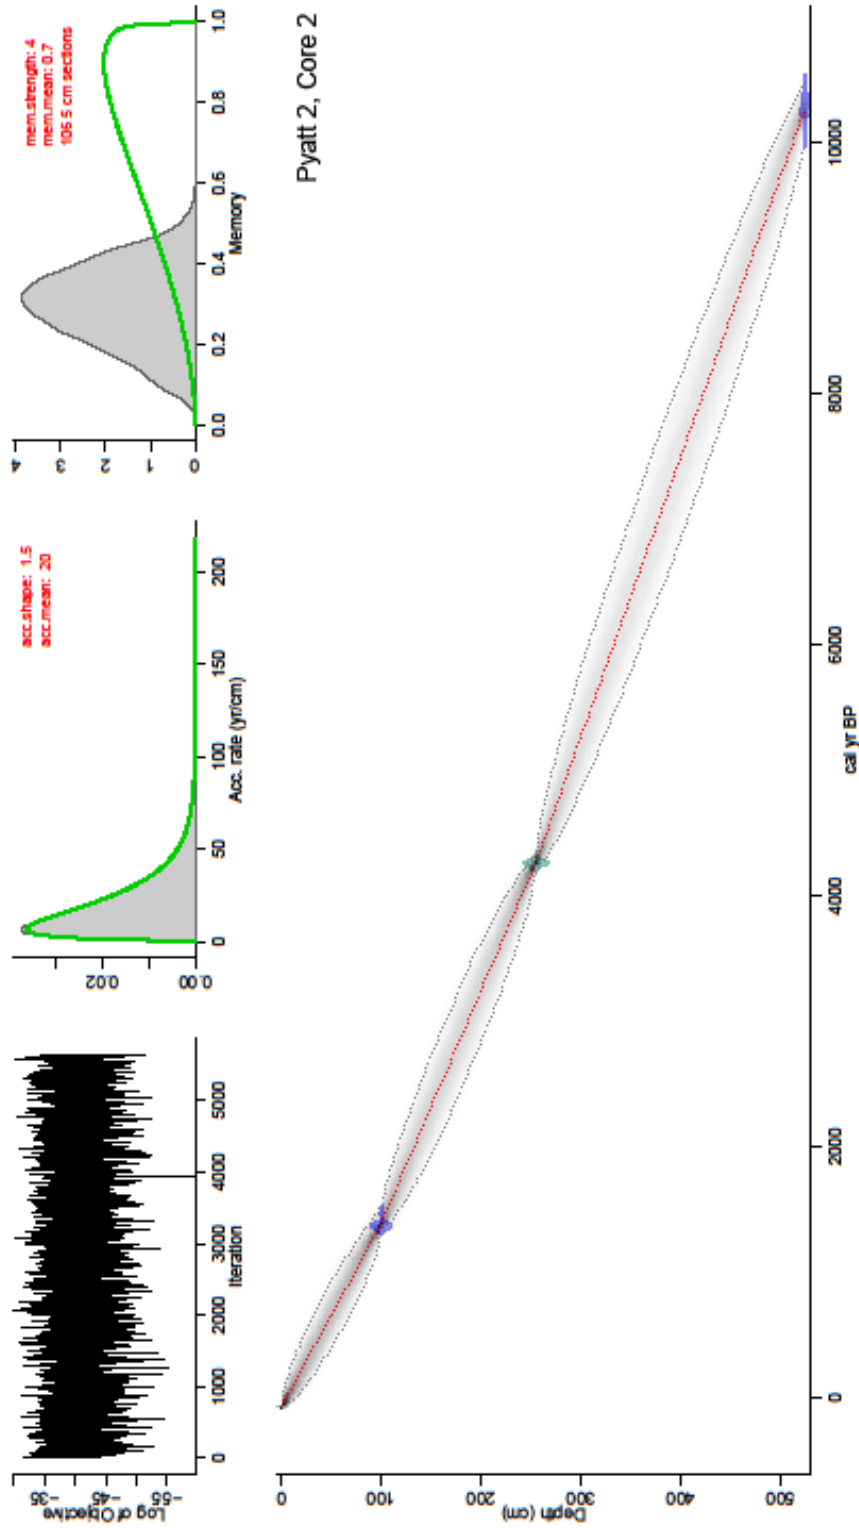 Log of Objective
−35
−45
−55
0 1000 2000 3000 4000 5000
Iteration
acc.shape: 1.5
acc.mean: 20
0.02
0.00
0 50 100 150 200
Acc. rate (yr/cm)
mem.strength: 4
mem.mean: 0.7
106 5 cm sections
4
3
2
1
0
0.0 0.2 0.4 0.6 0.8 1.0
Memory
Pyatt 2, Core 2
Depth (cm)
0
100
200
300
400
500
0 2000 4000 6000 8000 10000
cal yr BP